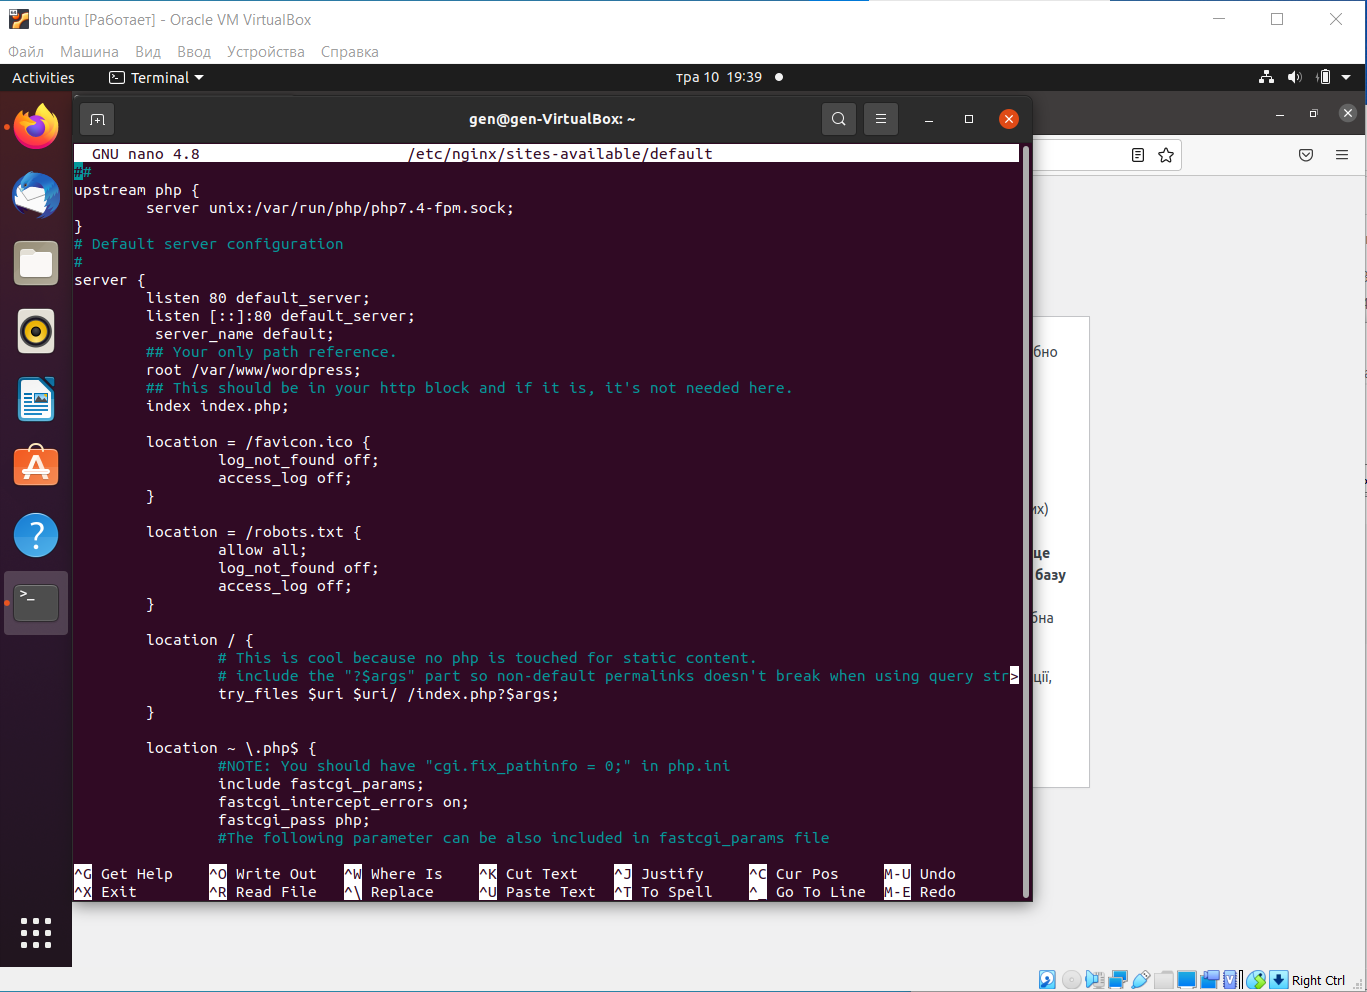 ubuntu [Работает] - Oracle VM VirtualBox
Файл Машина Вид Ввод Устройства Справка
Activities Terminal тра 10 19:39
gen@gen-VirtualBox: ~
GNU nano 4.8 /etc/nginx/sites-available/default
##
upstream php {
server unix:/var/run/php/php7.4-fpm.sock;
}
# Default server configuration
#
server {
listen 80 default_server;
listen [::]:80 default_server;
server_name default;
## Your only path reference.
root /var/www/wordpress;
## This should be in your http block and if it is, it's not needed here.
index index.php;
location = /favicon.ico {
log_not_found off;
access_log off;
}
location = /robots.txt {
allow all;
log_not_found off;
access_log off;
}
location / {
# This is cool because no php is touched for static content.
# include the "?$args" part so non-default permalinks doesn't break when using query str>
try_files $uri $uri/ /index.php?$args;
}
location ~ \.php$ {
#NOTE: You should have "cgi.fix_pathinfo = 0;" in php.ini
include fastcgi_params;
fastcgi_intercept_errors on;
fastcgi_pass php;
#The following parameter can be also included in fastcgi_params file
^G Get Help ^O Write Out ^W Where Is ^K Cut Text ^J Justify ^C Cur Pos M-U Undo
^X Exit ^R Read File ^\ Replace ^U Paste Text ^T To Spell ^_ Go To Line M-E Redo
бно
их)
ще
базу
бна
ції,
Right Ctrl